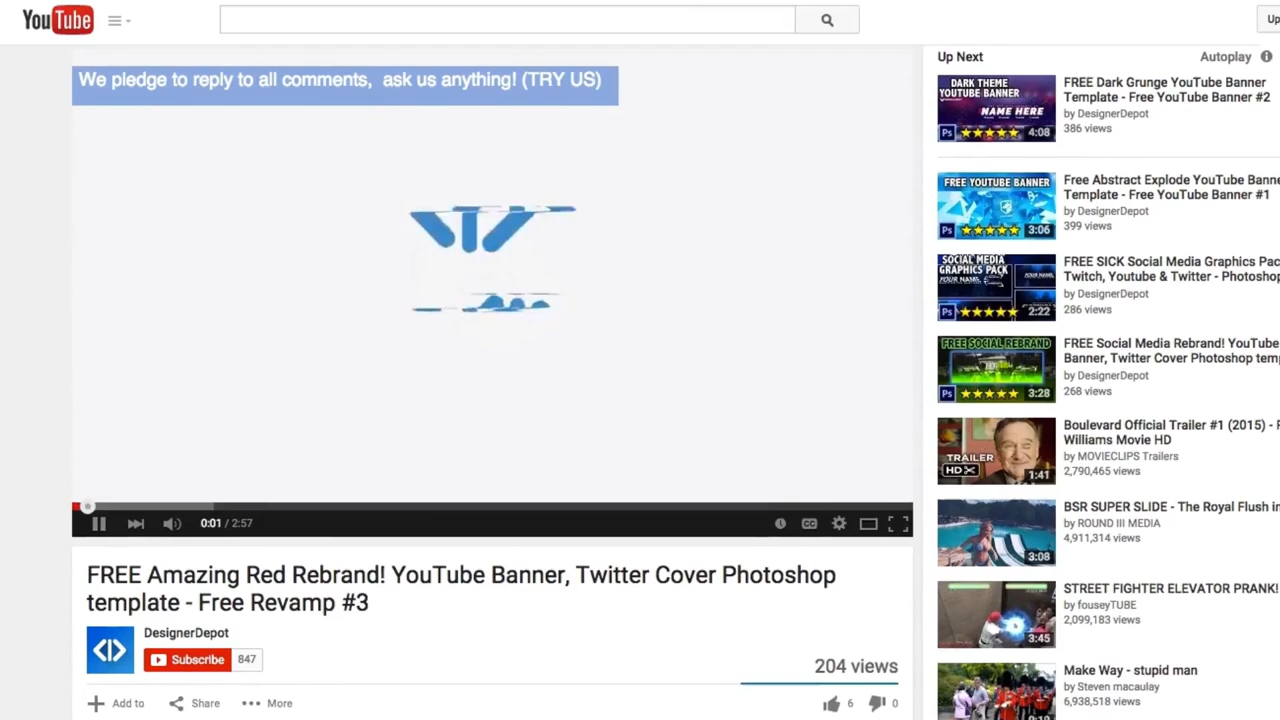 YouTube
Up
We pledge to reply to all comments, ask us anything! (TRY US)
0:01 / 2:57
CC
FREE Amazing Red Rebrand! YouTube Banner, Twitter Cover Photoshop
template - Free Revamp #3
DesignerDepot
Subscribe 847
204 views
Add to Share More
6 0
Up Next Autoplay
DARK THEME
YOUTUBE BANNER
NAME HERE
Ps 4:08
FREE Dark Grunge YouTube Banner
Template - Free YouTube Banner #2
by DesignerDepot
386 views
FREE YOUTUBE BANNER
Ps 3:06
Free Abstract Explode YouTube Banne
Template - Free YouTube Banner #1
by DesignerDepot
399 views
SOCIAL MEDIA
GRAPHICS PACK
YOUR NAME
Ps 2:22
FREE SICK Social Media Graphics Pac
Twitch, Youtube & Twitter - Photoshop
by DesignerDepot
286 views
FREE SOCIAL REBRAND
Ps 3:28
FREE Social Media Rebrand! YouTube
Banner, Twitter Cover Photoshop temp
by DesignerDepot
268 views
TRAILER
HD 1:41
Boulevard Official Trailer #1 (2015) -
Williams Movie HD
by MOVIECLIPS Trailers
2,790,465 views
3:08
BSR SUPER SLIDE - The Royal Flush in
by ROUND III MEDIA
4,911,314 views
3:45
STREET FIGHTER ELEVATOR PRANK!
by fouseyTUBE
2,099,183 views
Make Way - stupid man
by Steven macaulay
6,938,518 views